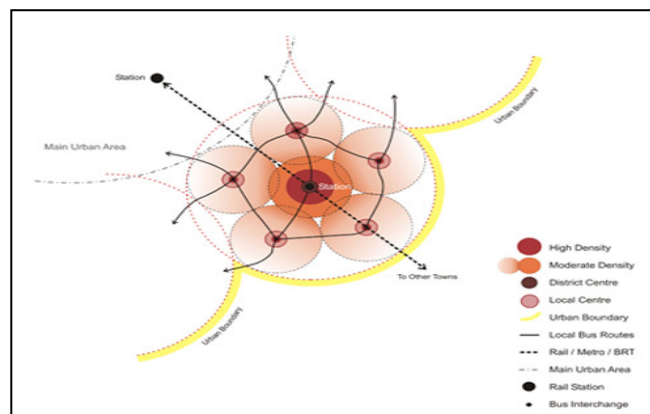 Station
Urban Boundary
Main Urban Area
Station
To Other Towns
Urban Boundary
High Density
Moderate Density
District Centre
Local Centre
Urban Boundary
Local Bus Routes
Rail / Metro / BRT
Main Urban Area
Rail Station
Bus Interchange